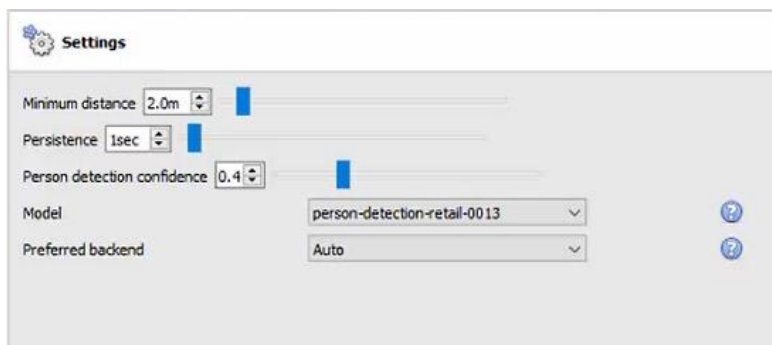 Settings
Minimum distance 2.0m
Persistence 1sec
Person detection confidence 0.4
Model person-detection-retail-0013
Preferred backend Auto